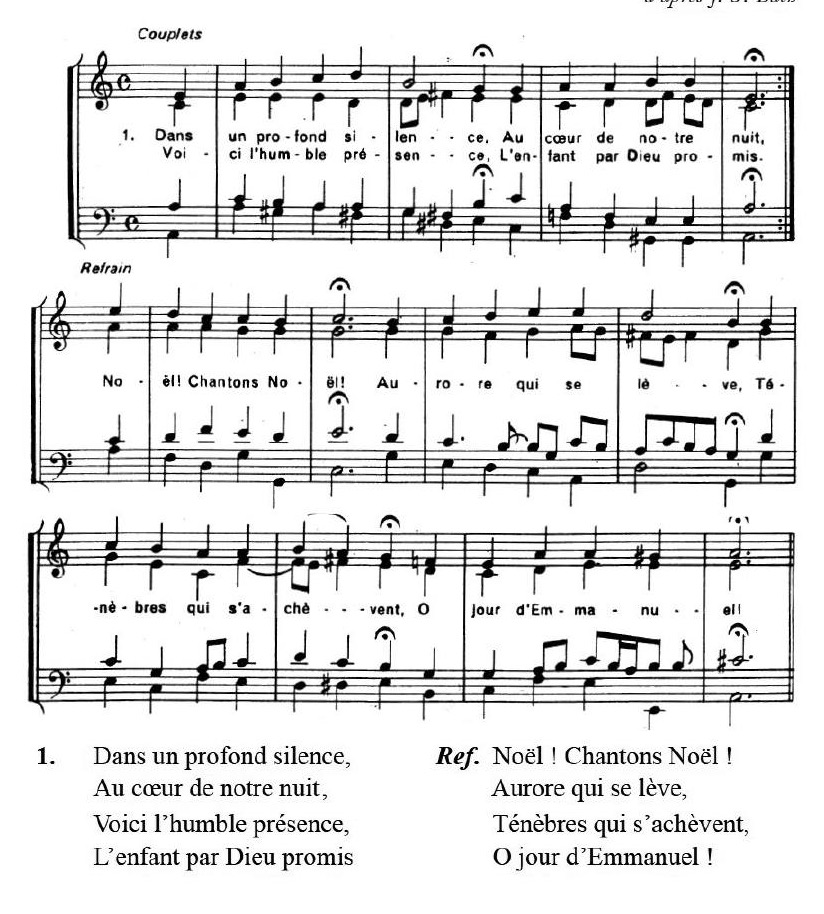 d'après J. S. Bach
Couplets
1. Dans un pro - fond si - len - - ce, Au cœur de no - tre nuit,
Voi - ci l'hum - ble pré - sen - - ce, L'en - fant par Dieu pro - mis.
Refrain
No - ël! Chantons No - ël! Au - ro - re qui se lè - - ve, Té -
-nè - bres qui s'a - chè - - - vent, O jour d'Em - ma - nu - - el!
1. Dans un profond silence,
Au cœur de notre nuit,
Voici l'humble présence,
L'enfant par Dieu promis
Ref. Noël ! Chantons Noël !
Aurore qui se lève,
Ténèbres qui s'achèvent,
O jour d'Emmanuel !